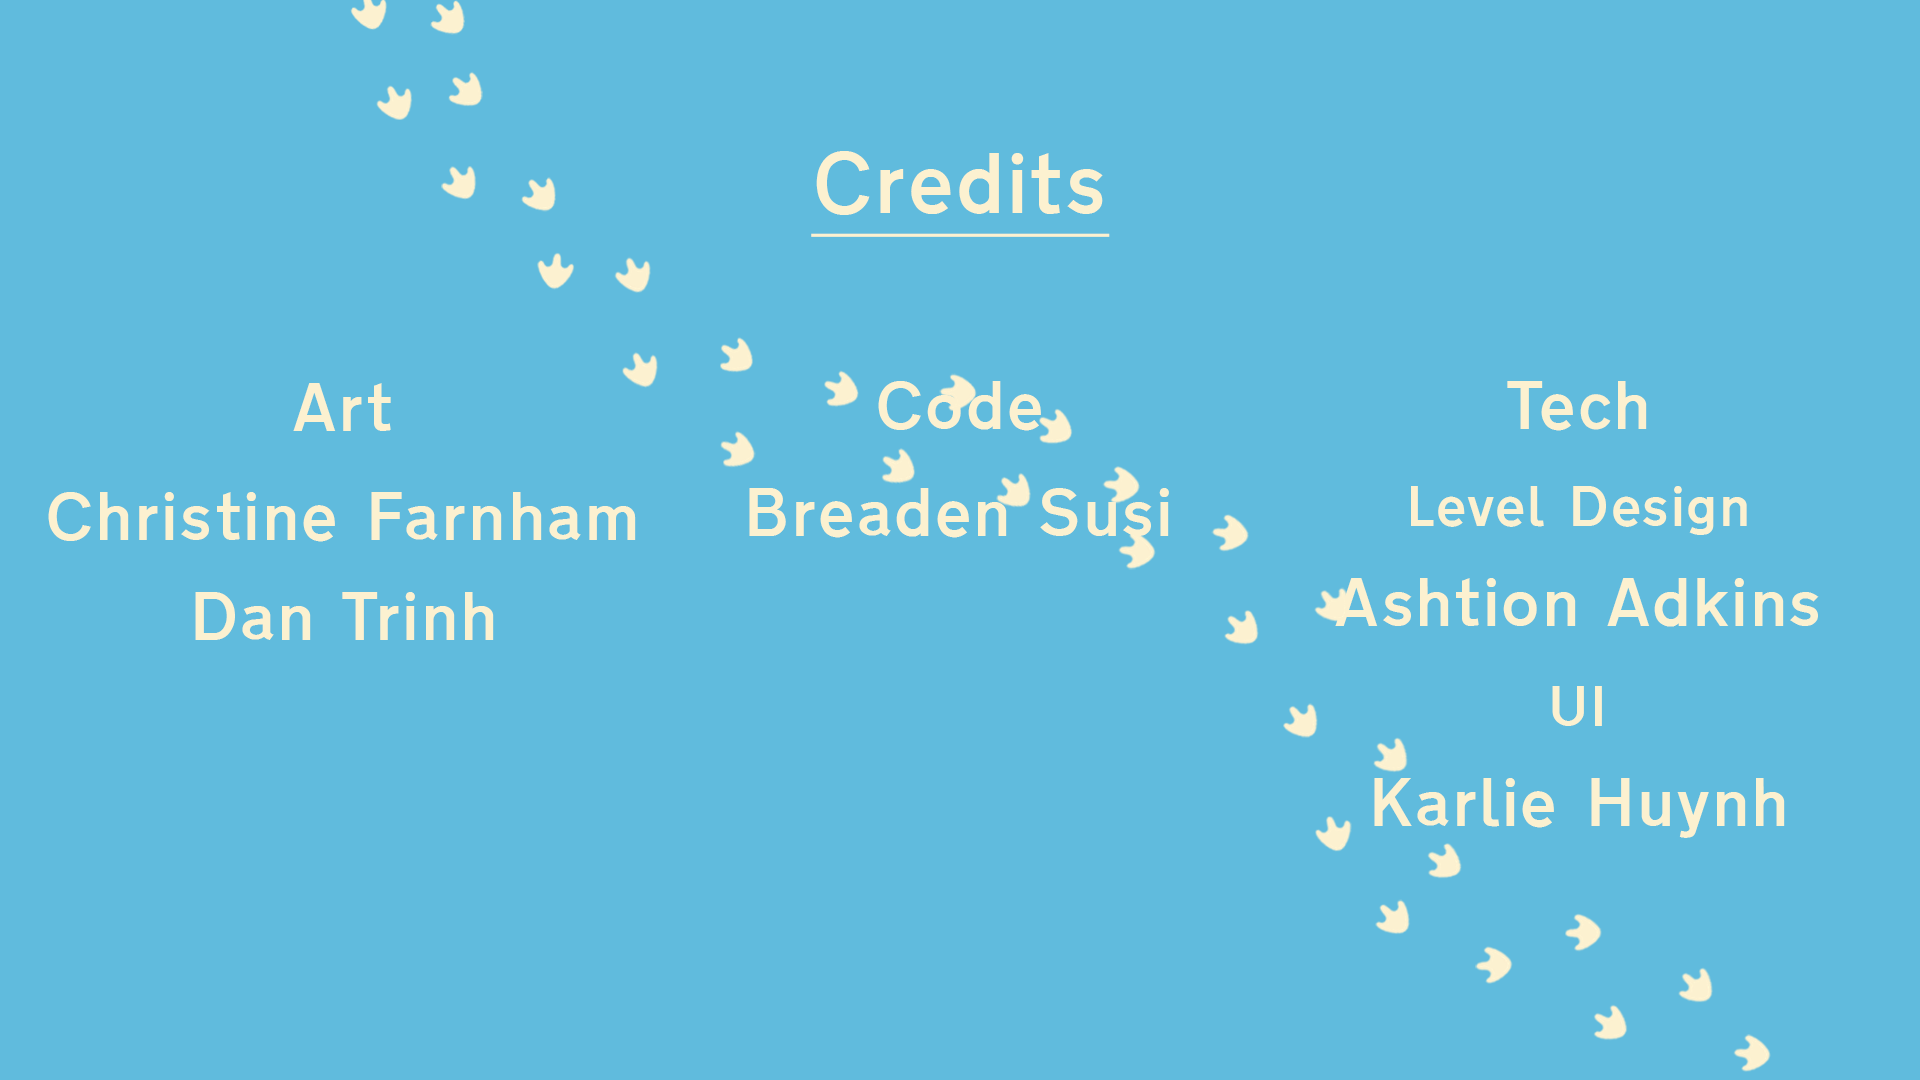 Credits
Art
Christine Farnham
Dan Trinh
Code
Breaden Susi
Tech
Level Design
Ashtion Adkins
UI
Karlie Huynh